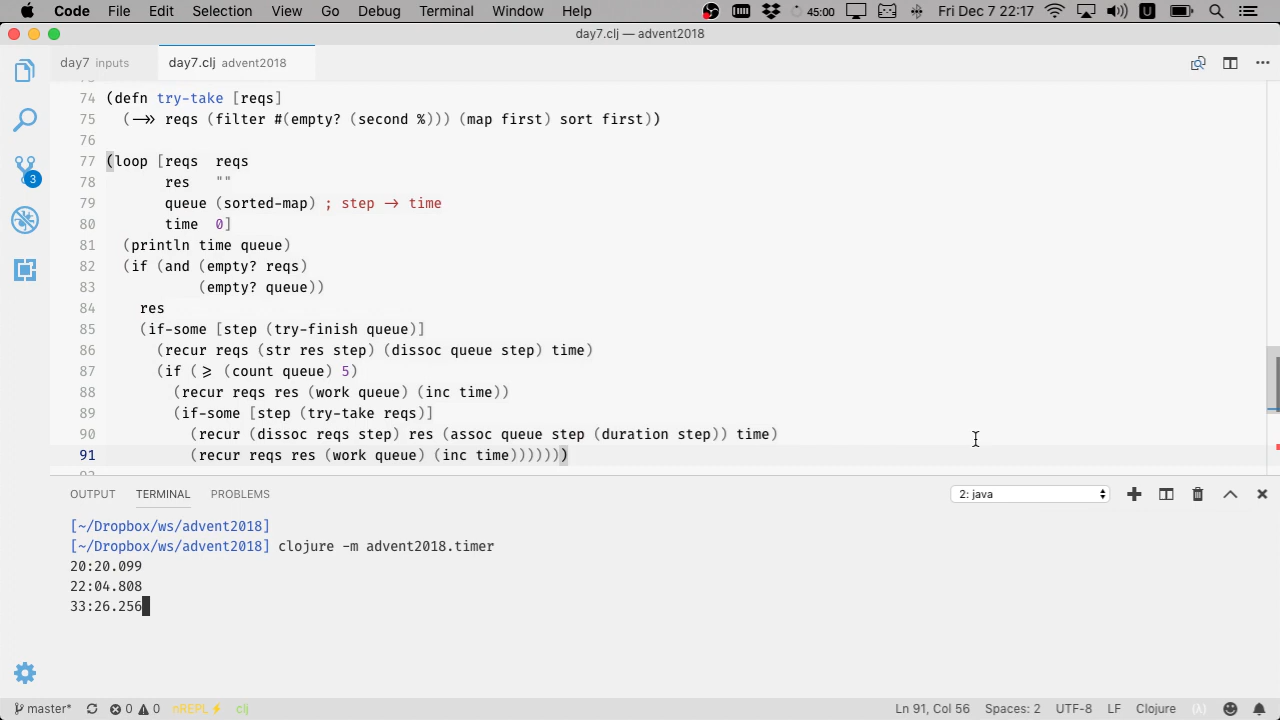 Code File Edit Selection View Go Debug Terminal Window Help 45:00 U Fri Dec 7 22:17
day7.clj — advent2018
day7 inputs day7.clj advent2018
74 (defn try-take [reqs]
75 (->> reqs (filter #(empty? (second %))) (map first) sort first))
76
77 (loop [reqs reqs
78 res ""
79 queue (sorted-map) ; step -> time
80 time 0]
81 (println time queue)
82 (if (and (empty? reqs)
83 (empty? queue))
84 res
85 (if-some [step (try-finish queue)]
86 (recur reqs (str res step) (dissoc queue step) time)
87 (if (>= (count queue) 5)
88 (recur reqs res (work queue) (inc time))
89 (if-some [step (try-take reqs)]
90 (recur (dissoc reqs step) res (assoc queue step (duration step)) time)
91 (recur reqs res (work queue) (inc time)))))))
3
OUTPUT TERMINAL PROBLEMS 2: java
[~/Dropbox/ws/advent2018]
[~/Dropbox/ws/advent2018] clojure -m advent2018.timer
20:20.099
22:04.808
33:26.256
master* 0 0 nREPL⚡ clj Ln 91, Col 56 Spaces: 2 UTF-8 LF Clojure (λ)